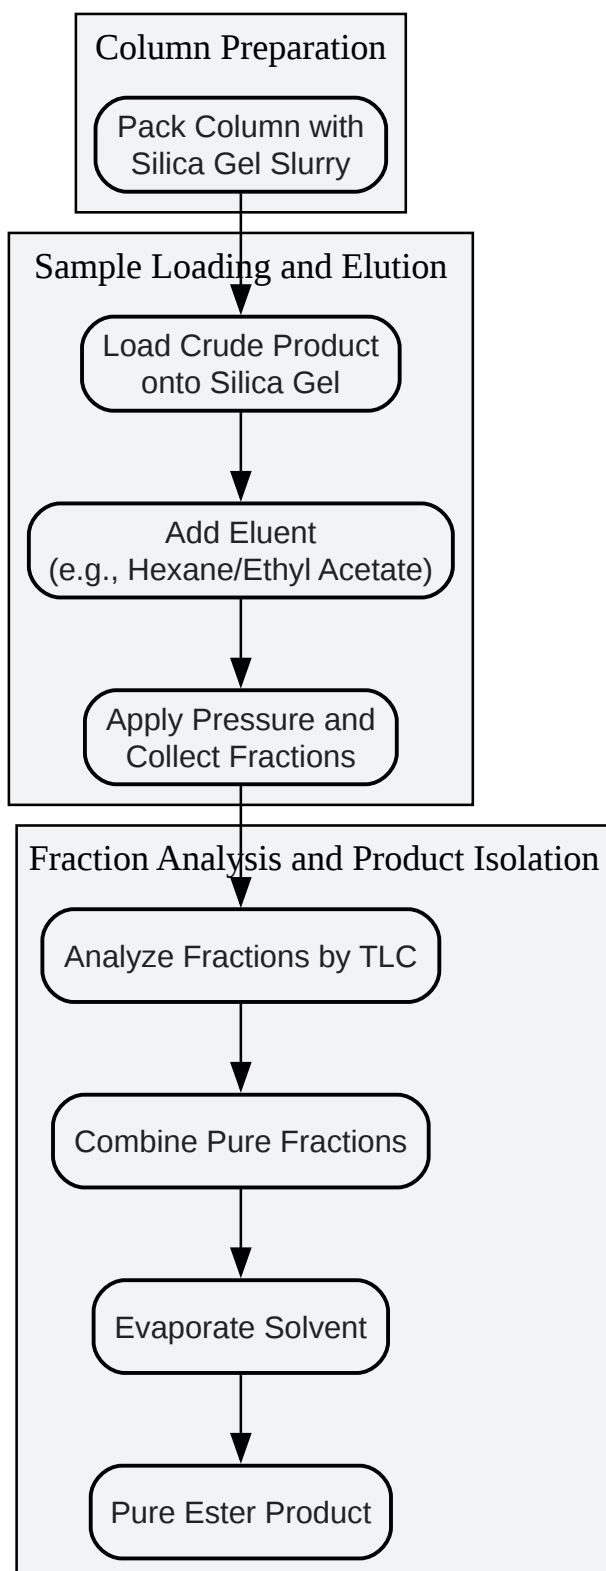 Column Preparation
Pack Column with
Silica Gel Slurry
Sample Loading and Elution
Load Crude Product
onto Silica Gel
Add Eluent
(e.g., Hexane/Ethyl Acetate)
Apply Pressure and
Collect Fractions
Fraction Analysis and Product Isolation
Analyze Fractions by TLC
Combine Pure Fractions
Evaporate Solvent
Pure Ester Product